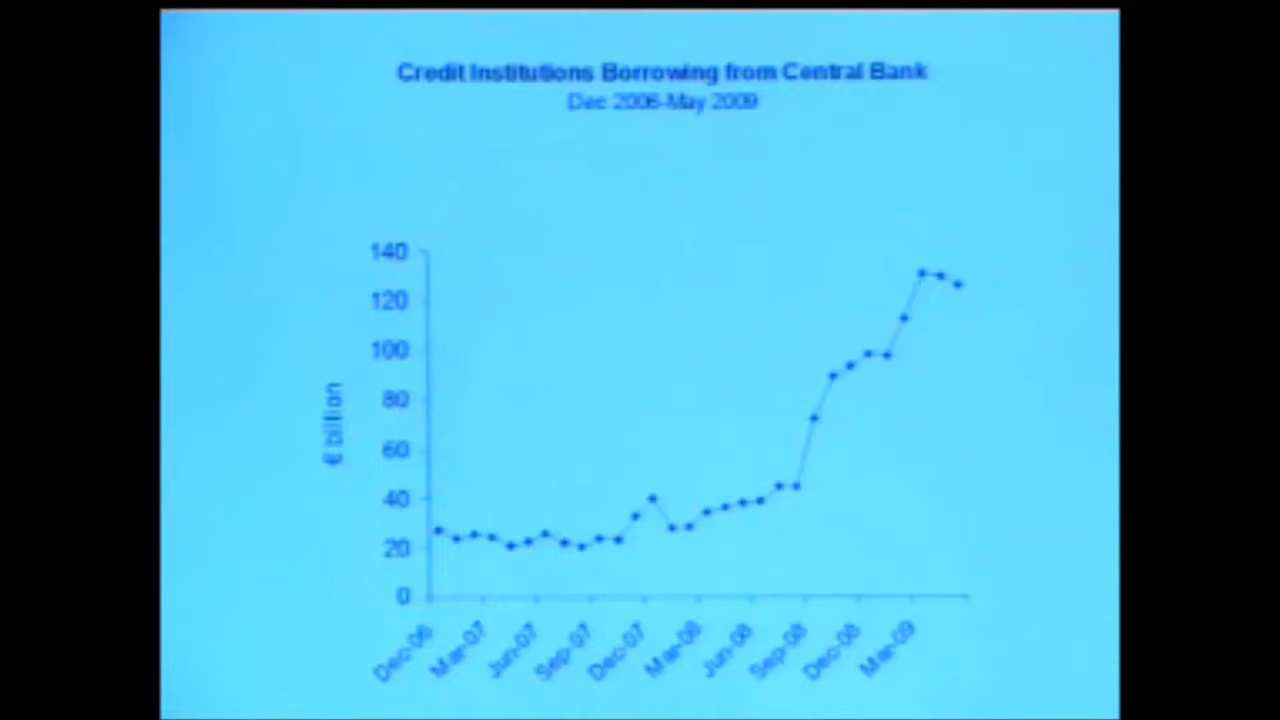 Credit Institutions Borrowing from Central Bank
Dec 2006-May 2009
140
120
100
80
60
40
20
0
€ billion
Dec-06
Mar-07
Jun-07
Sep-07
Dec-07
Mar-08
Jun-08
Sep-08
Dec-08
Mar-09